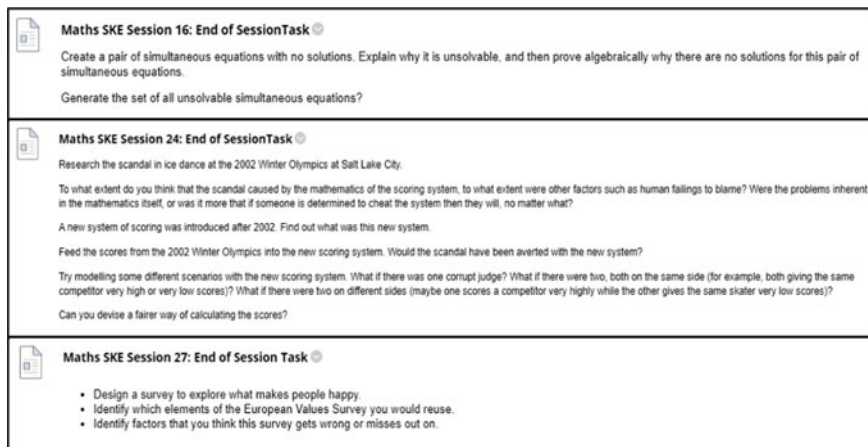 Maths SKE Session 16: End of SessionTask
Create a pair of simultaneous equations with no solutions. Explain why it is unsolvable, and then prove algebraically why there are no solutions for this pair of
simultaneous equations.
Generate the set of all unsolvable simultaneous equations?
Maths SKE Session 24: End of SessionTask
Research the scandal in ice dance at the 2002 Winter Olympics at Salt Lake City.
To what extent do you think that the scandal caused by the mathematics of the scoring system, to what extent were other factors such as human failings to blame? Were the problems inherent
in the mathematics itself, or was it more that if someone is determined to cheat the system then they will, no matter what?
A new system of scoring was introduced after 2002. Find out what was this new system.
Feed the scores from the 2002 Winter Olympics into the new scoring system. Would the scandal have been averted with the new system?
Try modelling some different scenarios with the new scoring system. What if there was one corrupt judge? What if there were two, both on the same side (for example, both giving the same
competitor very high or very low scores)? What if there were two on different sides (maybe one scores a competitor very highly while the other gives the same skater very low scores)?
Can you devise a fairer way of calculating the scores?
Maths SKE Session 27: End of Session Task
• Design a survey to explore what makes people happy.
• Identify which elements of the European Values Survey you would reuse.
• Identify factors that you think this survey gets wrong or misses out on.